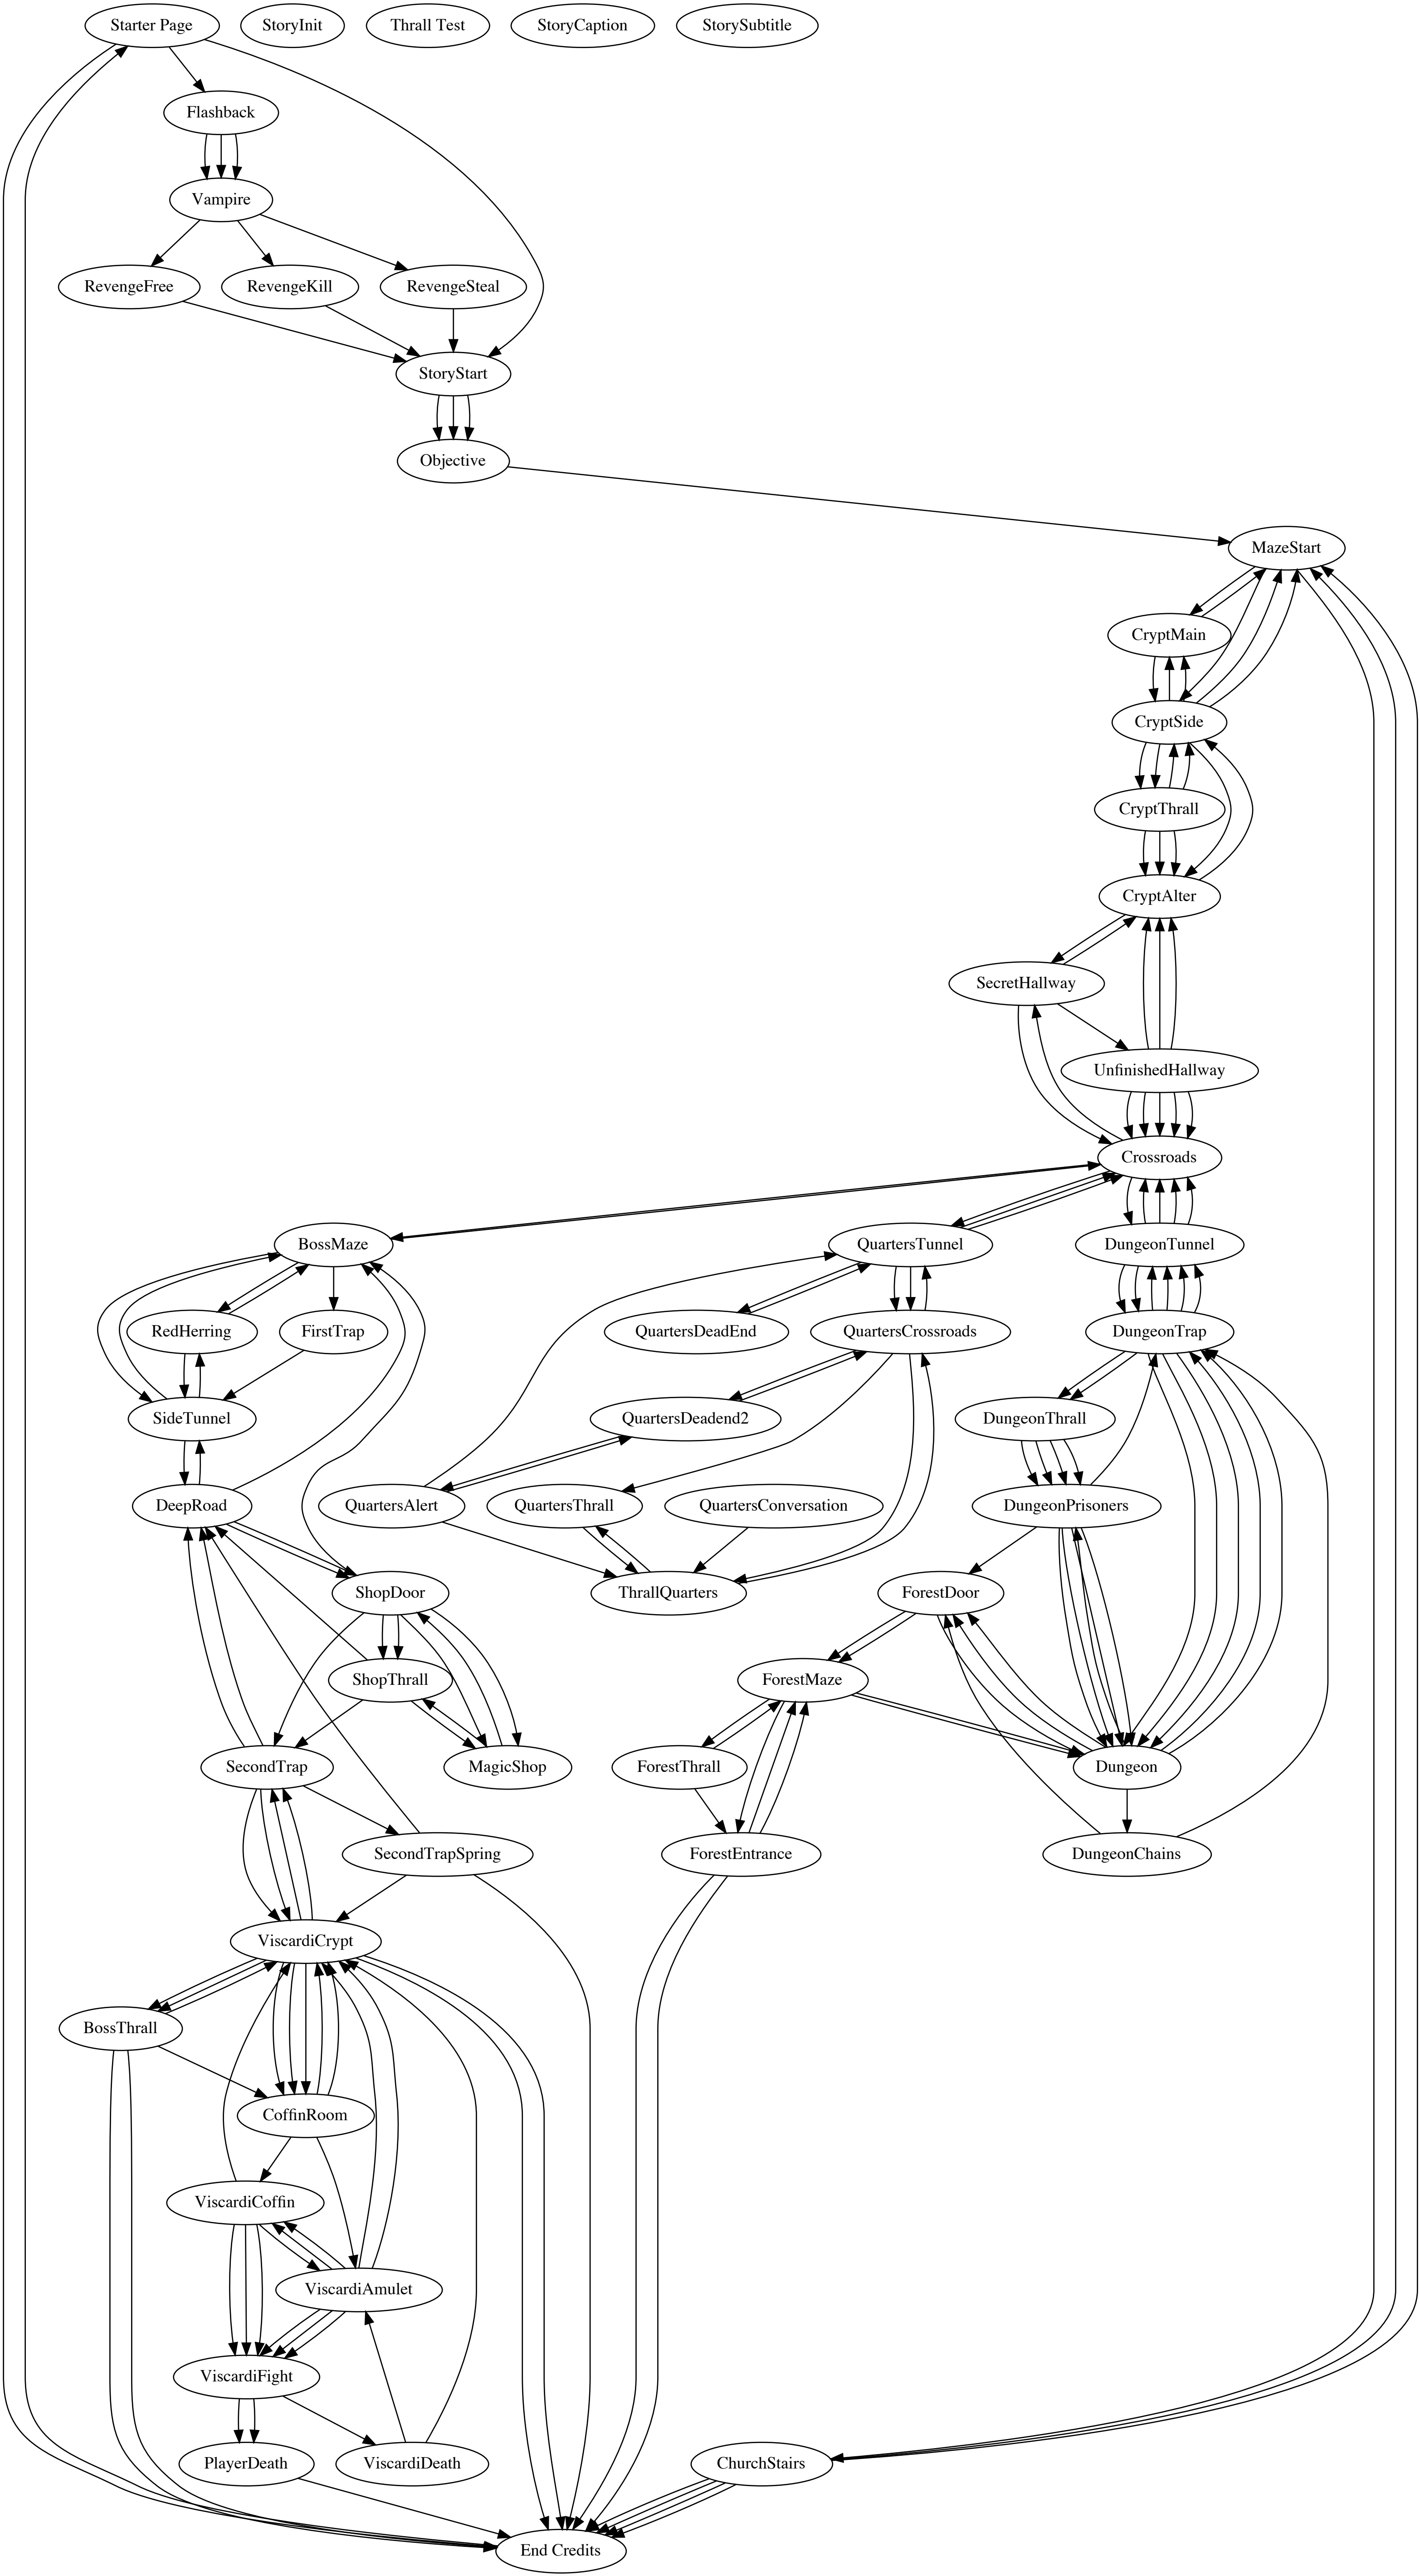 Starter Page
StoryInit
Thrall Test
StoryCaption
StorySubtitle
Flashback
Vampire
RevengeFree
RevengeKill
RevengeSteal
StoryStart
Objective
MazeStart
CryptMain
CryptSide
CryptThrall
CryptAlter
SecretHallway
UnfinishedHallway
Crossroads
BossMaze
QuartersTunnel
DungeonTunnel
RedHerring
FirstTrap
QuartersDeadEnd
QuartersCrossroads
DungeonTrap
SideTunnel
QuartersDeadend2
DungeonThrall
DeepRoad
QuartersAlert
QuartersThrall
QuartersConversation
DungeonPrisoners
ShopDoor
ThrallQuarters
ForestDoor
ShopThrall
ForestMaze
SecondTrap
MagicShop
ForestThrall
Dungeon
SecondTrapSpring
ForestEntrance
DungeonChains
ViscardiCrypt
BossThrall
CoffinRoom
ViscardiCoffin
ViscardiAmulet
ViscardiFight
PlayerDeath
ViscardiDeath
ChurchStairs
End Credits